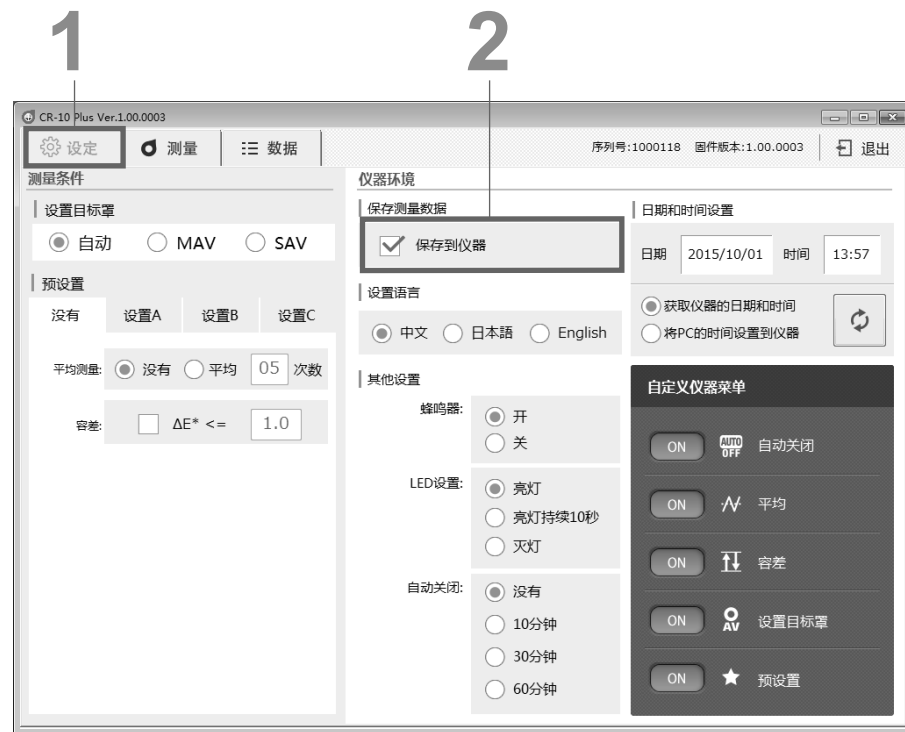 1
2
CR-10 Plus Ver.1.00.0003
设定
测量
数据
序列号:1000118 固件版本:1.00.0003
退出
测量条件
设置目标罩
自动 MAV SAV
预设置
没有 设置A 设置B 设置C
平均测量: 没有 平均 05 次数
容差: ΔE* <= 1.0
仪器环境
保存测量数据
保存到仪器
设置语言
中文 日本語 English
其他设置
蜂鸣器: 开
关
LED设置: 亮灯
亮灯持续10秒
灭灯
自动关闭: 没有
10分钟
30分钟
60分钟
日期和时间设置
日期 2015/10/01 时间 13:57
获取仪器的日期和时间
将PC的时间设置到仪器
自定义仪器菜单
ON AUTO OFF 自动关闭
ON 平均
ON 容差
ON AV 设置目标罩
ON 预设置